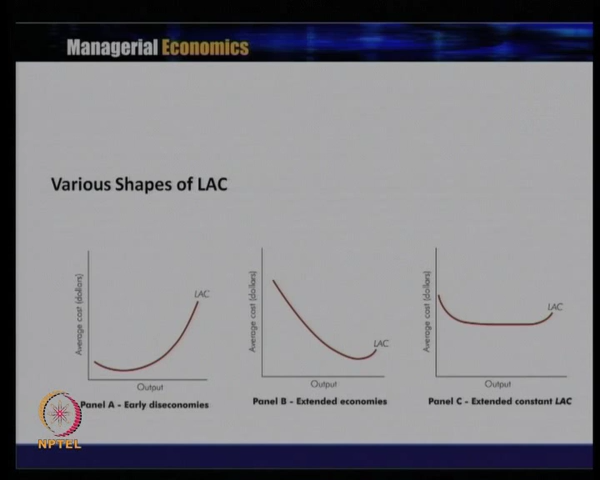 Managerial Economics
Various Shapes of LAC
Average cost (dollars)
LAC
Output
Panel A - Early diseconomies
Average cost (dollars)
LAC
Output
Panel B - Extended economies
Average cost (dollars)
LAC
Output
Panel C - Extended constant LAC
NPTEL